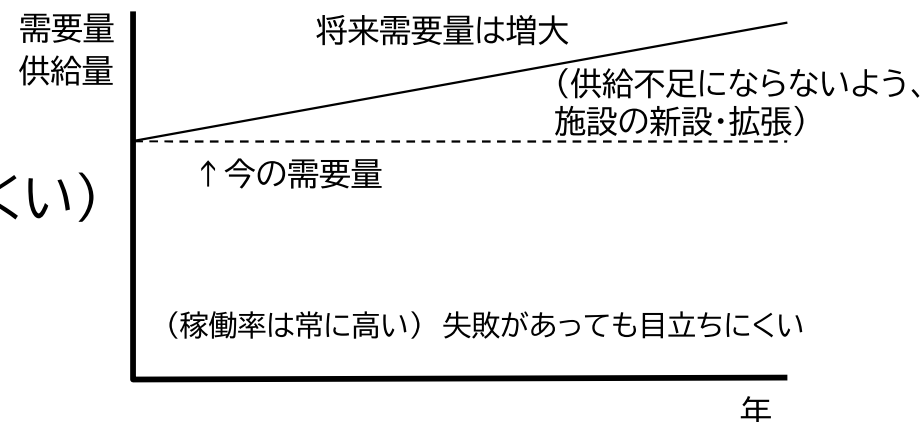 需要量
供給量
将来需要量は増大
（供給不足にならないよう、
施設の新設・拡張）
↑今の需要量
くい）
（稼働率は常に高い） 失敗があっても目立ちにくい
年